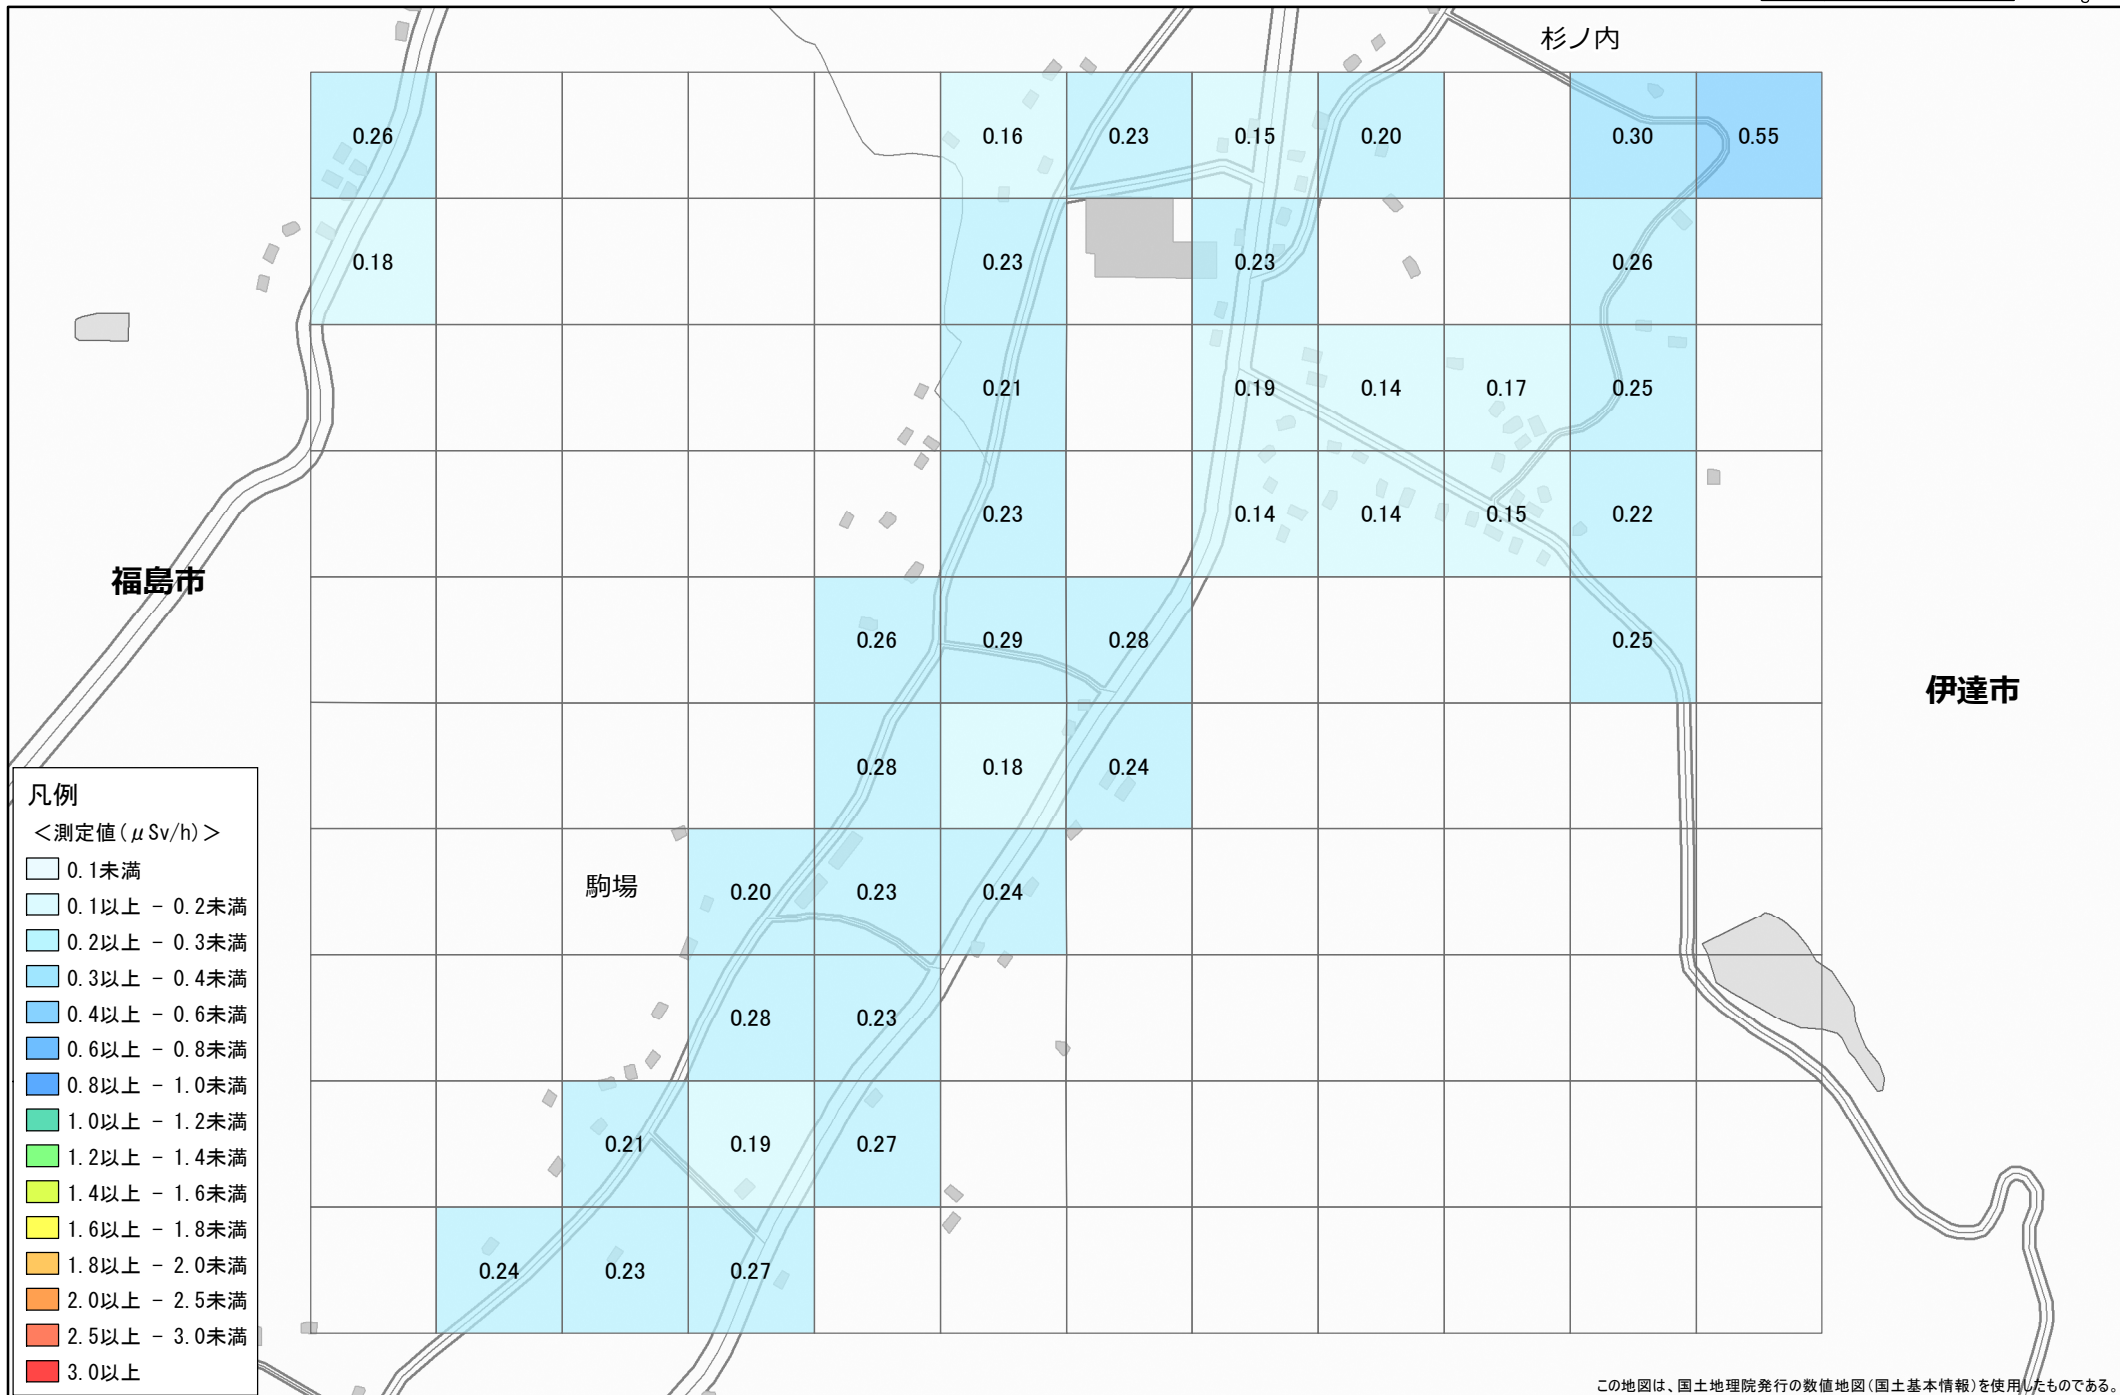 杉ノ内
0.26 0.16 0.23 0.15 0.20 0.30 0.55
0.18 0.23 0.23 0.26
0.21 0.19 0.14 0.17 0.25
0.23 0.14 0.14 0.15 0.22
福島市
0.26 0.29 0.28 0.25
伊達市
0.28 0.18 0.24
駒場
0.20 0.23 0.24
0.28 0.23
0.21 0.19 0.27
0.24 0.23 0.27
凡例
＜測定値(μSv/h)＞
0.1未満
0.1以上 － 0.2未満
0.2以上 － 0.3未満
0.3以上 － 0.4未満
0.4以上 － 0.6未満
0.6以上 － 0.8未満
0.8以上 － 1.0未満
1.0以上 － 1.2未満
1.2以上 － 1.4未満
1.4以上 － 1.6未満
1.6以上 － 1.8未満
1.8以上 － 2.0未満
2.0以上 － 2.5未満
2.5以上 － 3.0未満
3.0以上
この地図は、国土地理院発行の数値地図(国土基本情報)を使用したものである。